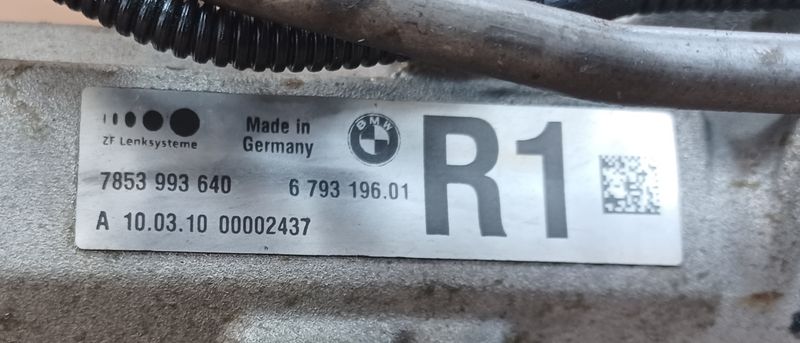 ZF Lenksysteme
Made in
Germany
BMW
R1
7853 993 640 6 793 196.01
A 10.03.10 00002437